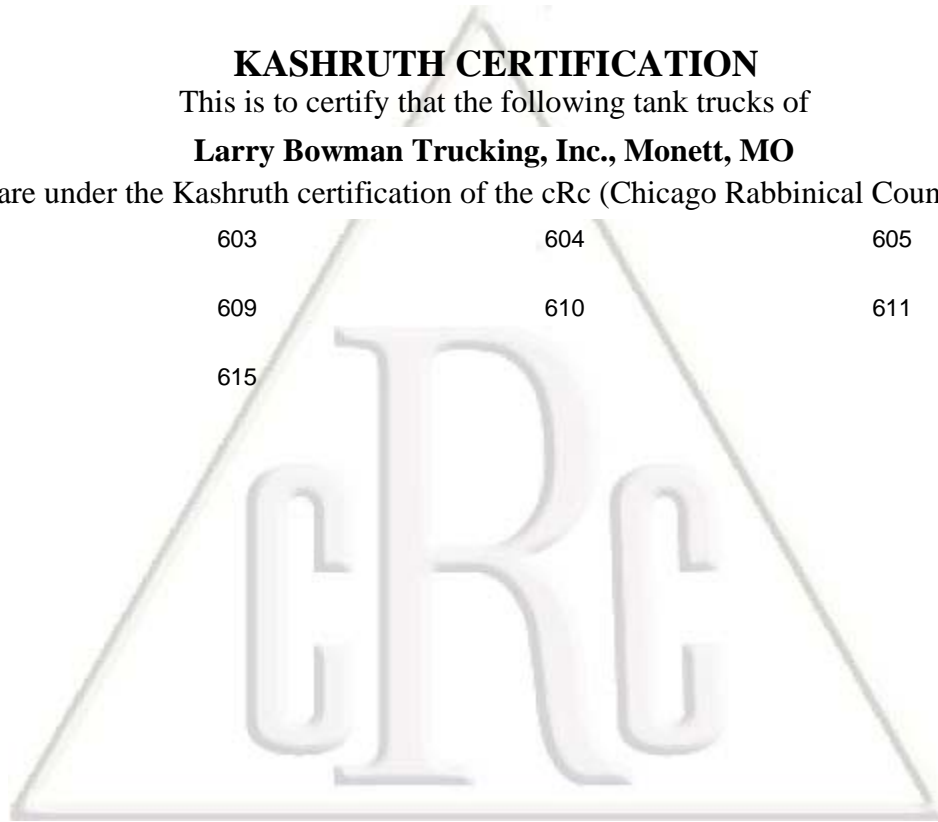 KASHRUTH CERTIFICATION
This is to certify that the following tank trucks of
Larry Bowman Trucking, Inc., Monett, MO
are under the Kashruth certification of the cRc (Chicago Rabbinical Coun
603 604 605
609 610 611
615
cRc